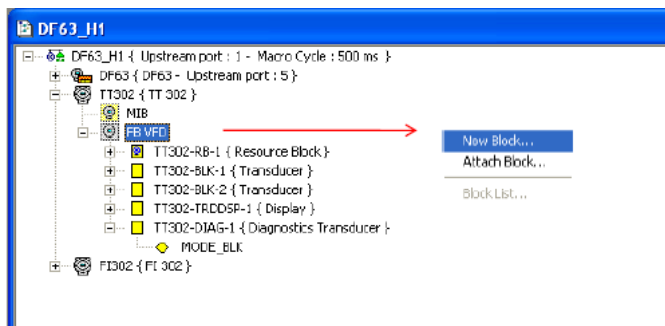 DF63_H1
DF63_H1 { Upstream port : 1 - Macro Cycle : 500 ms }
DF63 { DF63 - Upstream port : 5 }
TT302 { TT 302 }
MIB
FB VFD
New Block...
TT302-RB-1 { Resource Block }
Attach Block...
TT302-BLK-1 { Transducer }
TT302-BLK-2 { Transducer }
Block List...
TT302-TRDDSP-1 { Display }
TT302-DIAG-1 { Diagnostics Transducer }
MODE_BLK
FI302 { FI 302 }